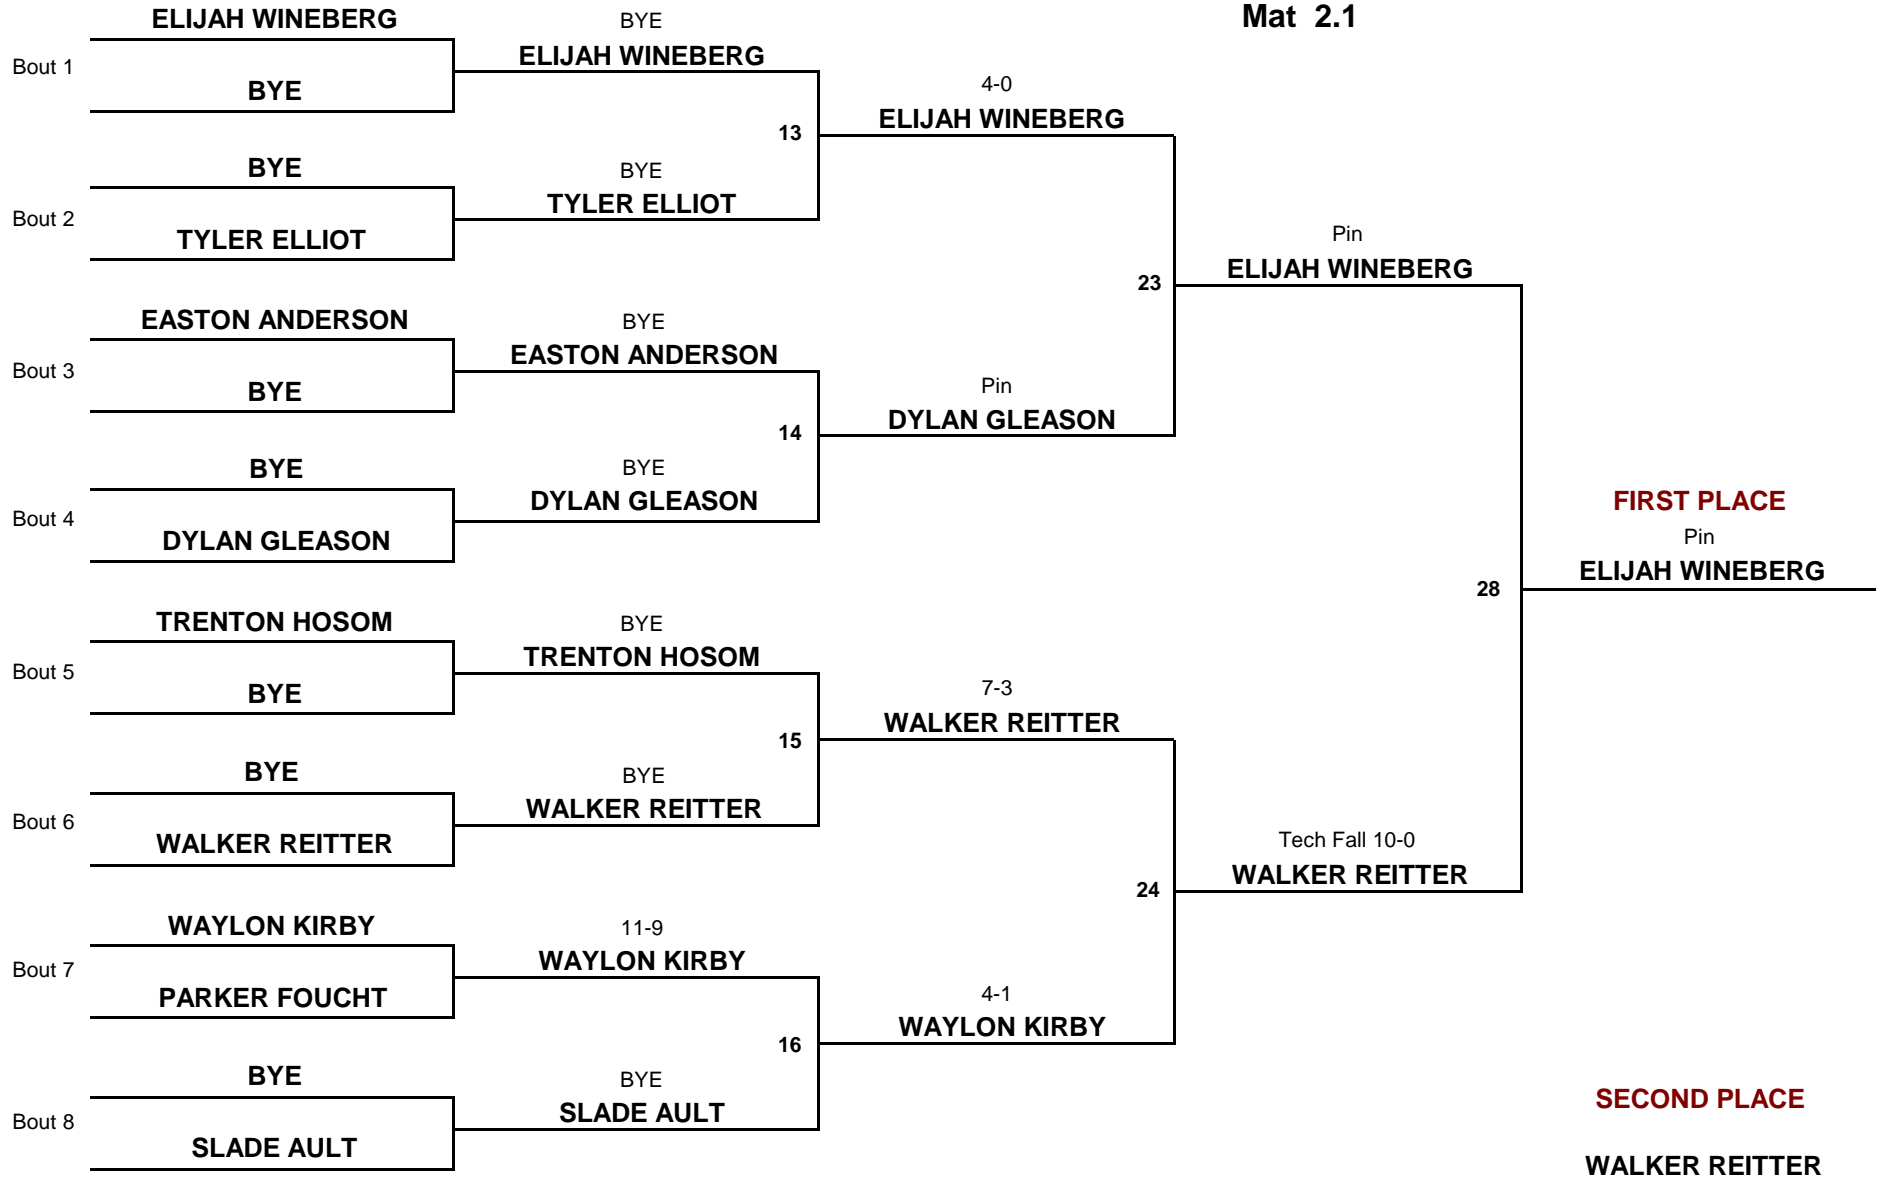 Mat 2.1
ELIJAH WINEBERG
Bout 1
BYE
BYE
Bout 2
TYLER ELLIOT
EASTON ANDERSON
Bout 3
BYE
BYE
Bout 4
DYLAN GLEASON
TRENTON HOSOM
Bout 5
BYE
BYE
Bout 6
WALKER REITTER
WAYLON KIRBY
Bout 7
PARKER FOUCHT
BYE
Bout 8
SLADE AULT
BYE
ELIJAH WINEBERG
13
BYE
TYLER ELLIOT
BYE
EASTON ANDERSON
14
BYE
DYLAN GLEASON
BYE
TRENTON HOSOM
15
BYE
WALKER REITTER
11-9
WAYLON KIRBY
16
BYE
SLADE AULT
4-0
ELIJAH WINEBERG
23
Pin
DYLAN GLEASON
7-3
WALKER REITTER
24
4-1
WAYLON KIRBY
Pin
ELIJAH WINEBERG
28
Tech Fall 10-0
WALKER REITTER
FIRST PLACE
Pin
ELIJAH WINEBERG
SECOND PLACE
WALKER REITTER